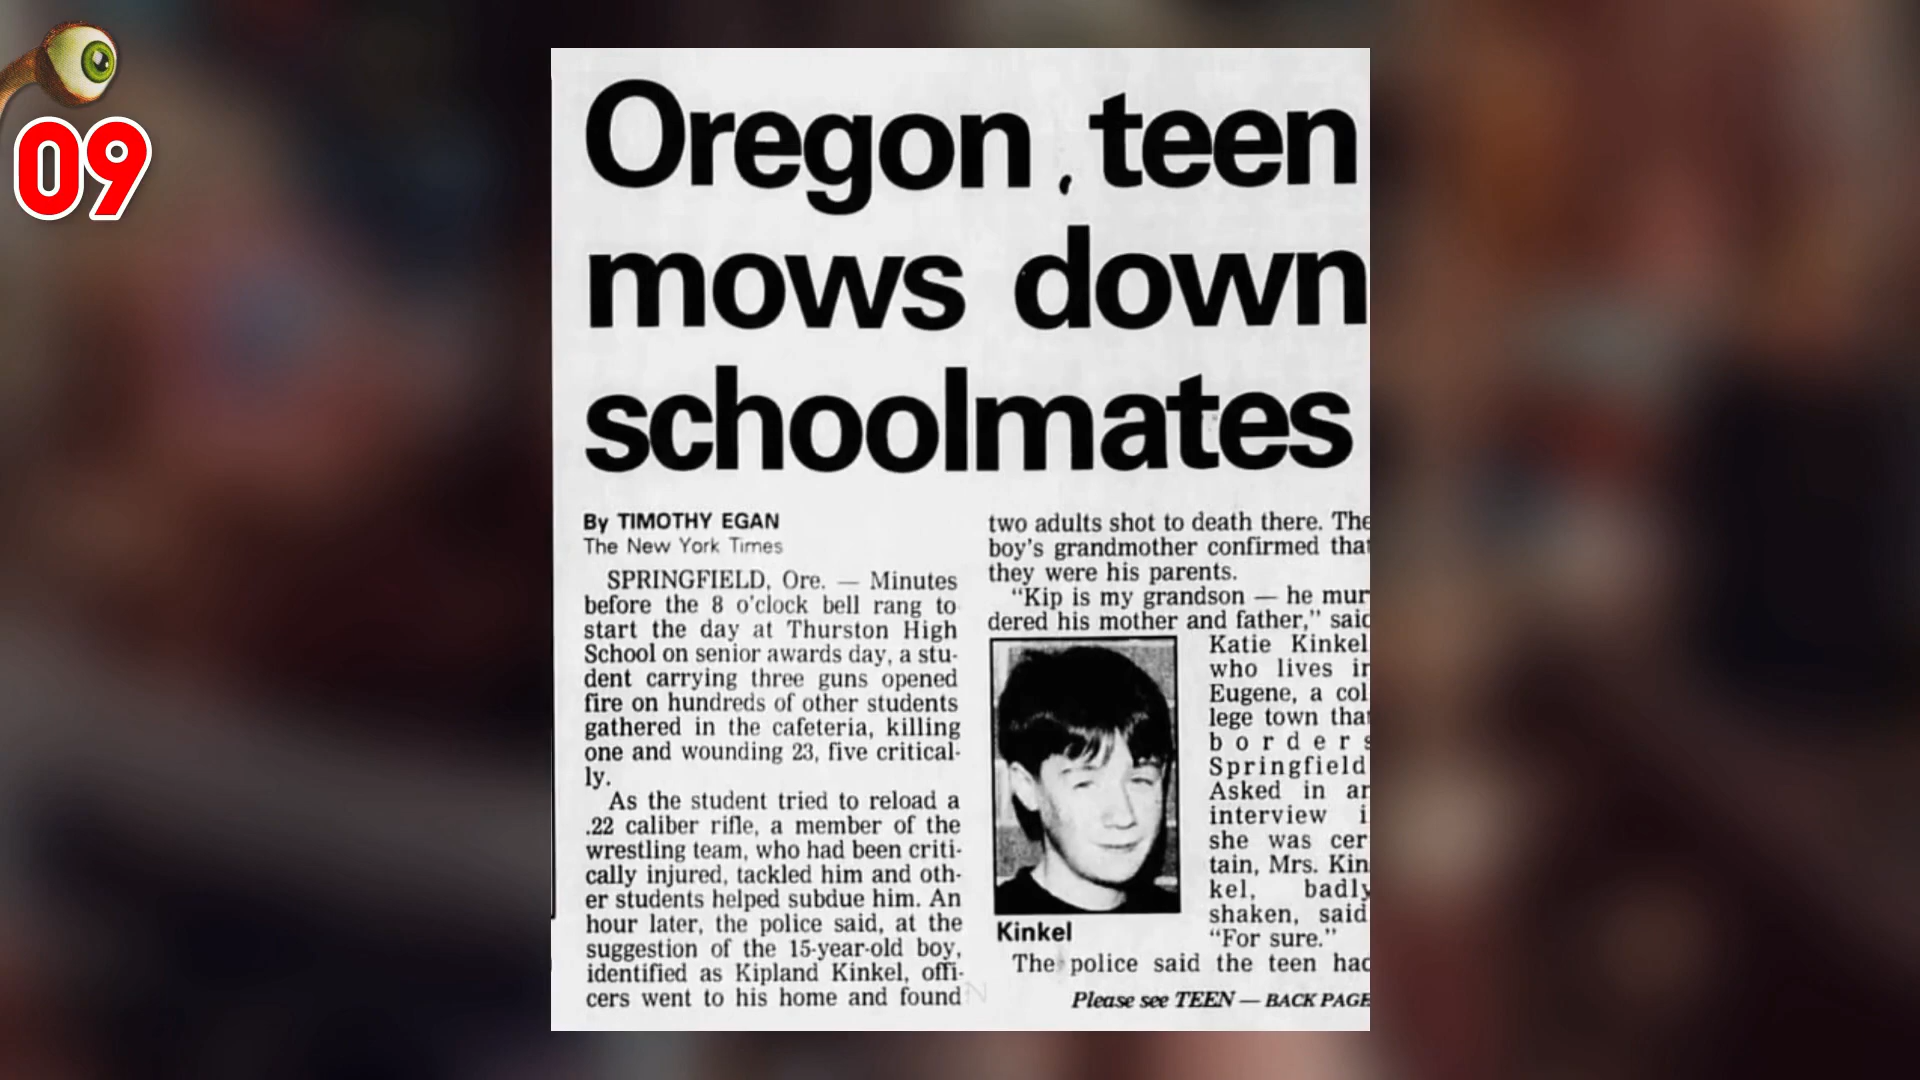 09
Oregon teen
mows down
schoolmates
By TIMOTHY EGAN
The New York Times
SPRINGFIELD, Ore. — Minutes
before the 8 o'clock bell rang to
start the day at Thurston High
School on senior awards day, a stu-
dent carrying three guns opened
fire on hundreds of other students
gathered in the cafeteria, killing
one and wounding 23, five critical-
ly.
As the student tried to reload a
.22 caliber rifle, a member of the
wrestling team, who had been criti-
cally injured, tackled him and oth-
er students helped subdue him. An
hour later, the police said, at the
suggestion of the 15-year-old boy,
identified as Kipland Kinkel, offi-
cers went to his home and found
two adults shot to death there. The
boy's grandmother confirmed that
they were his parents.
“Kip is my grandson — he mur
dered his mother and father,” said
Katie Kinkel
who lives in
Eugene, a col
lege town that
borders
Springfield
Asked in an
interview i
she was cer
tain, Mrs. Kin
kel, badly
shaken, said
“For sure.”
Kinkel
The police said the teen had
Please see TEEN — BACK PAGE